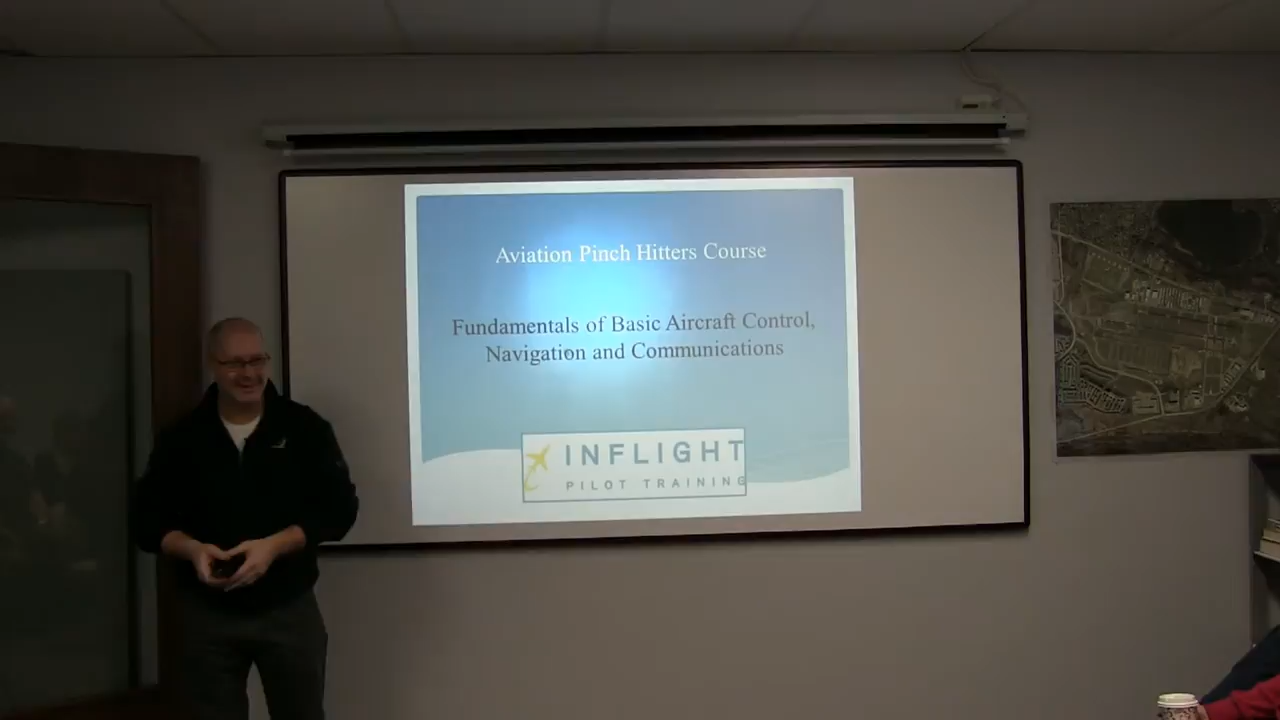 Aviation Pinch Hitters Course
Fundamentals of Basic Aircraft Control,
Navigation and Communications
INFLIGHT
PILOT TRAINING